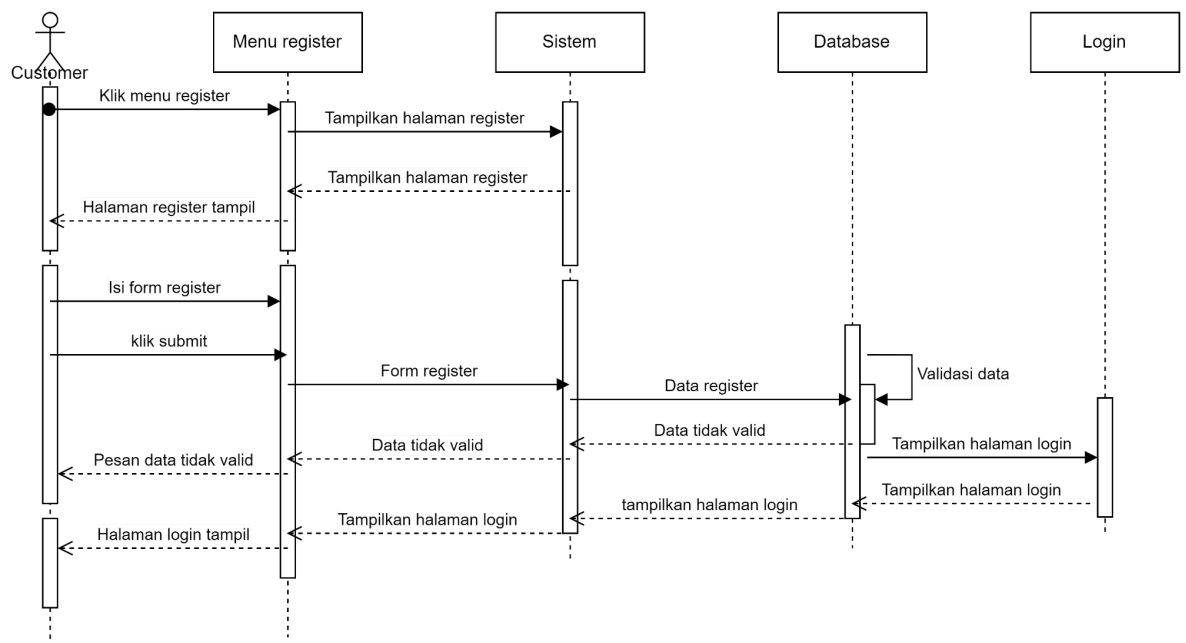 Menu register
Sistem
Database
Login
Customer
Klik menu register
Tampilkan halaman register
Tampilkan halaman register
Halaman register tampil
Isi form register
klik submit
Form register
Validasi data
Data register
Data tidak valid
Tampilkan halaman login
Data tidak valid
Pesan data tidak valid
Tampilkan halaman login
tampilkan halaman login
Tampilkan halaman login
Halaman login tampil